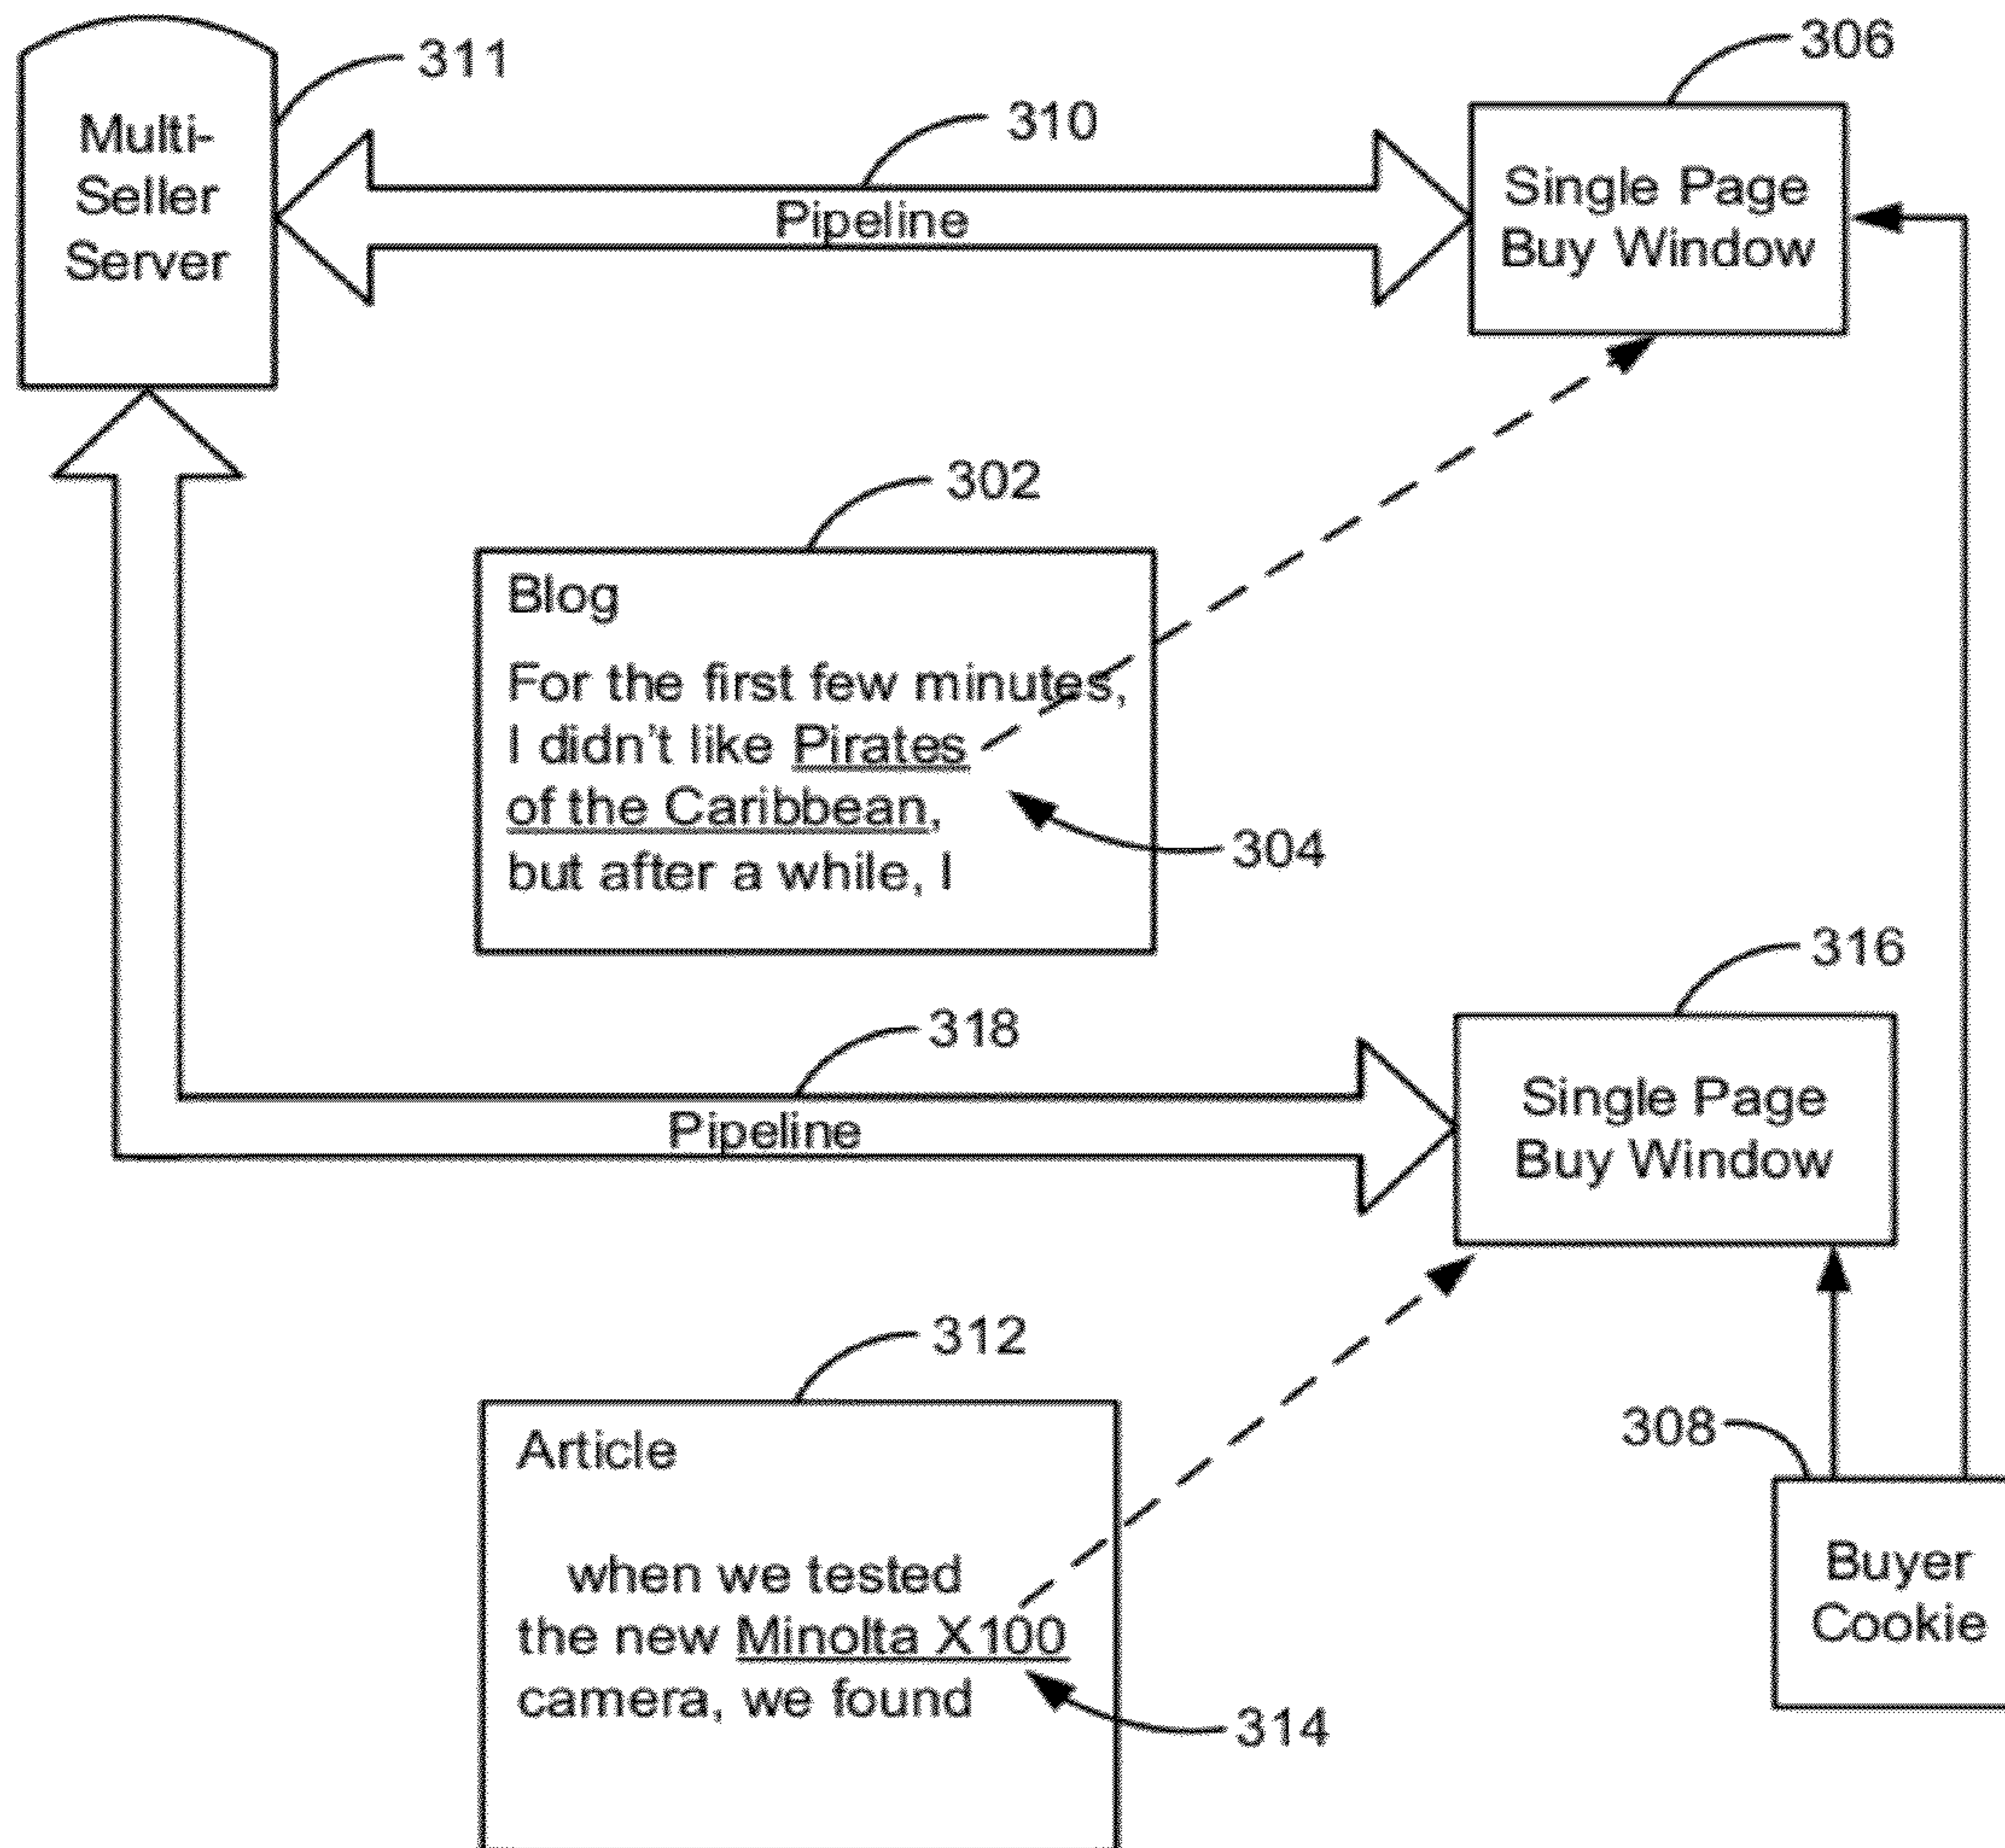 311
306
310
Multi-
Seller
Server
Pipeline
Single Page
Buy Window
302
Blog
For the first few minutes,
I didn't like Pirates
of the Caribbean,
but after a while, I
304
316
318
Pipeline
Single Page
Buy Window
312
308
Article
when we tested
the new Minolta X100
camera, we found
314
Buyer
Cookie